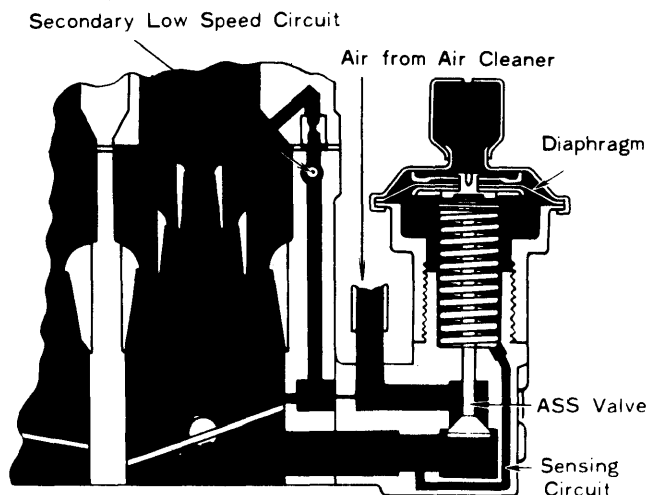 Secondary Low Speed Circuit
Air from Air Cleaner
Diaphragm
ASS Valve
Sensing
Circuit